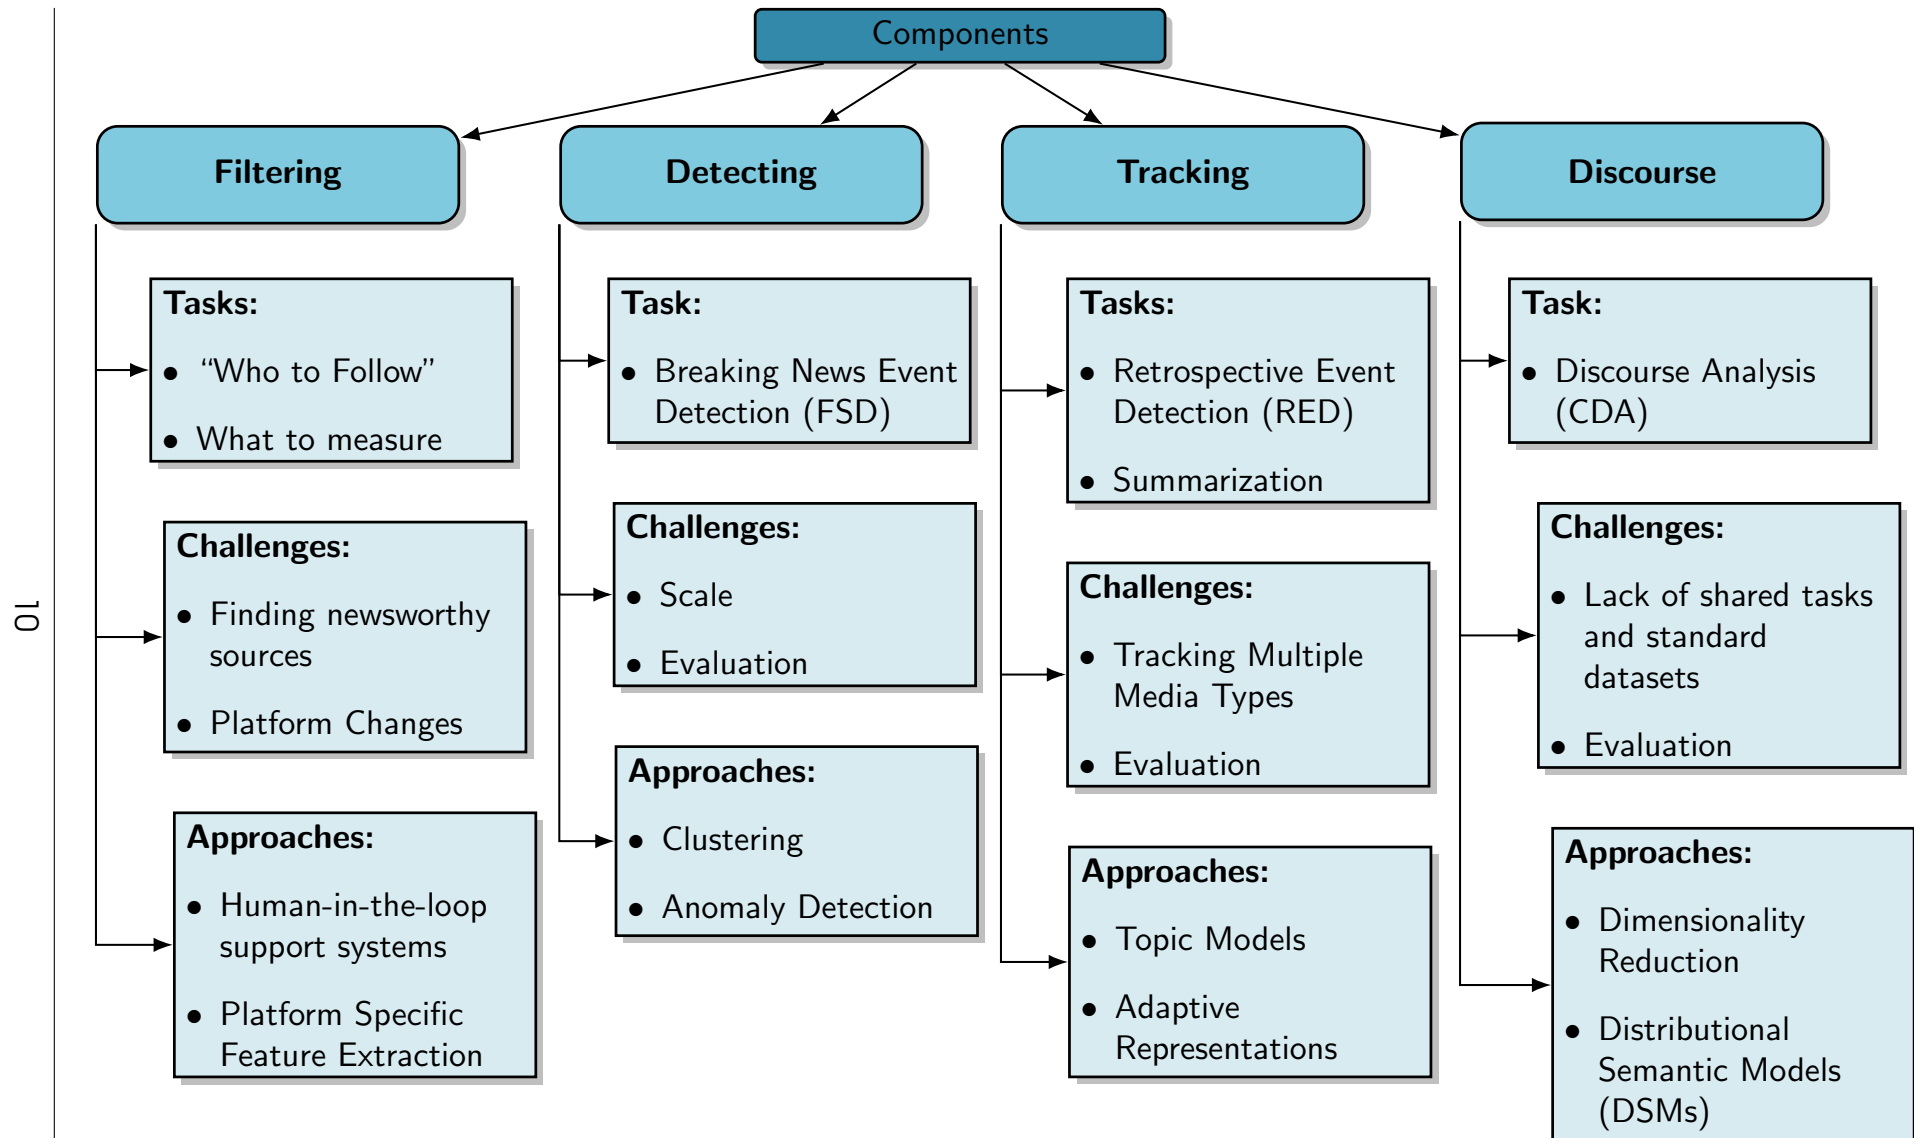 Components
Filtering
Tasks:
• “Who to Follow”
• What to measure
Challenges:
• Finding newsworthy
sources
• Platform Changes
Approaches:
• Human-in-the-loop
support systems
• Platform Specific
Feature Extraction
Detecting
Task:
• Breaking News Event
Detection (FSD)
Challenges:
• Scale
• Evaluation
Approaches:
• Clustering
• Anomaly Detection
Tracking
Tasks:
• Retrospective Event
Detection (RED)
• Summarization
Challenges:
• Tracking Multiple
Media Types
• Evaluation
Approaches:
• Topic Models
• Adaptive
Representations
Discourse
Task:
• Discourse Analysis
(CDA)
Challenges:
• Lack of shared tasks
and standard
datasets
• Evaluation
Approaches:
• Dimensionality
Reduction
• Distributional
Semantic Models
(DSMs)
10